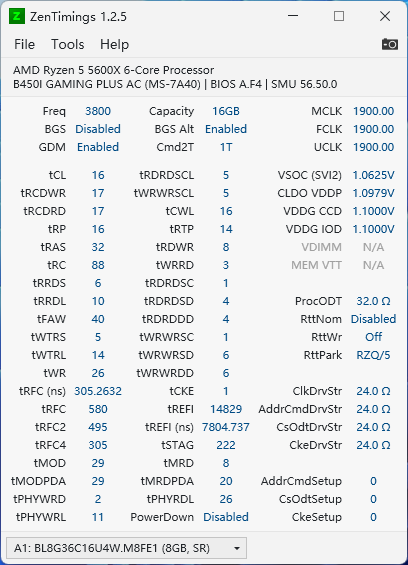 ZenTimings 1.2.5
File Tools Help
AMD Ryzen 5 5600X 6-Core Processor
B450I GAMING PLUS AC (MS-7A40) | BIOS A.F4 | SMU 56.50.0
Freq 3800 Capacity 16GB MCLK 1900.00
BGS Disabled BGS Alt Enabled FCLK 1900.00
GDM Enabled Cmd2T 1T UCLK 1900.00
tCL 16 tRDRDSCL 5 VSOC (SVI2) 1.0625V
tRCDWR 17 tWRWRSCL 5 CLDO VDDP 1.0979V
tRCDRD 17 tCWL 16 VDDG CCD 1.1000V
tRP 16 tRTP 14 VDDG IOD 1.1000V
tRAS 32 tRDWR 8 VDIMM N/A
tRC 88 tWRRD 3 MEM VTT N/A
tRRDS 6 tRDRDSC 1
tRRDL 10 tRDRDSD 4 ProcODT 32.0 Ω
tFAW 40 tRDRDDD 4 RttNom Disabled
tWTRS 5 tWRWRSC 1 RttWr Off
tWTRL 14 tWRWRSD 6 RttPark RZQ/5
tWR 26 tWRWRDD 6
tRFC (ns) 305.2632 tCKE 1 ClkDrvStr 24.0 Ω
tRFC 580 tREFI 14829 AddrCmdDrvStr 24.0 Ω
tRFC2 495 tREFI (ns) 7804.737 CsOdtDrvStr 24.0 Ω
tRFC4 305 tSTAG 222 CkeDrvStr 24.0 Ω
tMOD 29 tMRD 8
tMODPDA 29 tMRDPDA 20 AddrCmdSetup 0
tPHYWRD 2 tPHYRDL 26 CsOdtSetup 0
tPHYWRL 11 PowerDown Disabled CkeSetup 0
A1: BL8G36C16U4W.M8FE1 (8GB, SR)